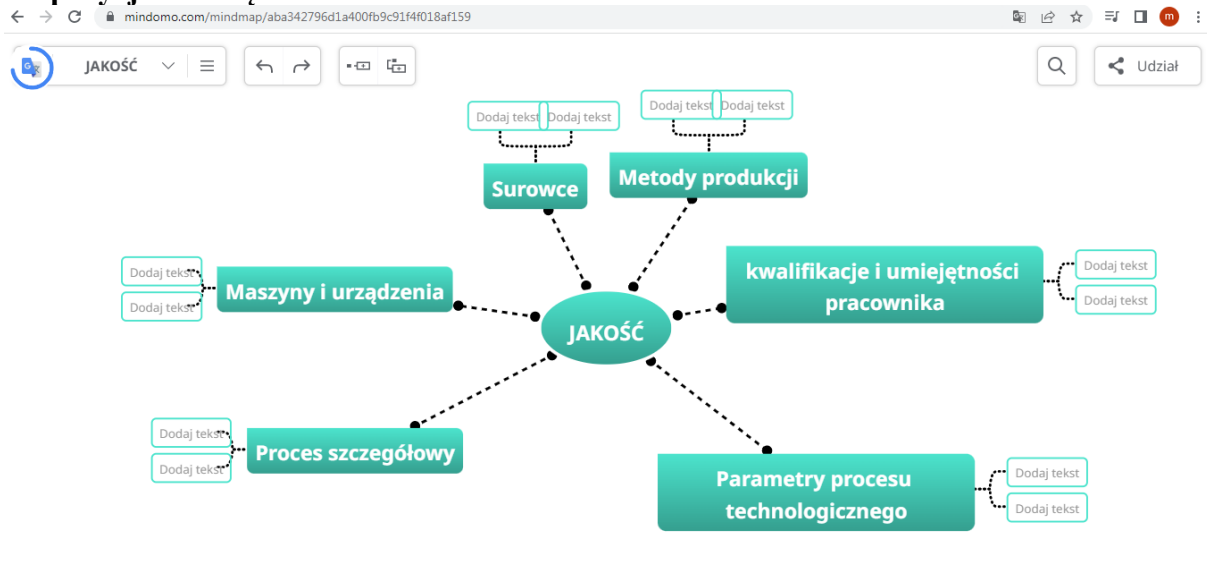 mindomo.com/mindmap/aba342796d1a400fb9c91f4f018af159
m
JAKOŚĆ
Udział
Dodaj tekst Dodaj tekst
Dodaj tekst Dodaj tekst
Surowce
Metody produkcji
Dodaj tekst
Dodaj tekst
Maszyny i urządzenia
kwalifikacje i umiejętności
pracownika
Dodaj tekst
Dodaj tekst
JAKOŚĆ
Dodaj tekst
Dodaj tekst
Proces szczegółowy
Parametry procesu
technologicznego
Dodaj tekst
Dodaj tekst